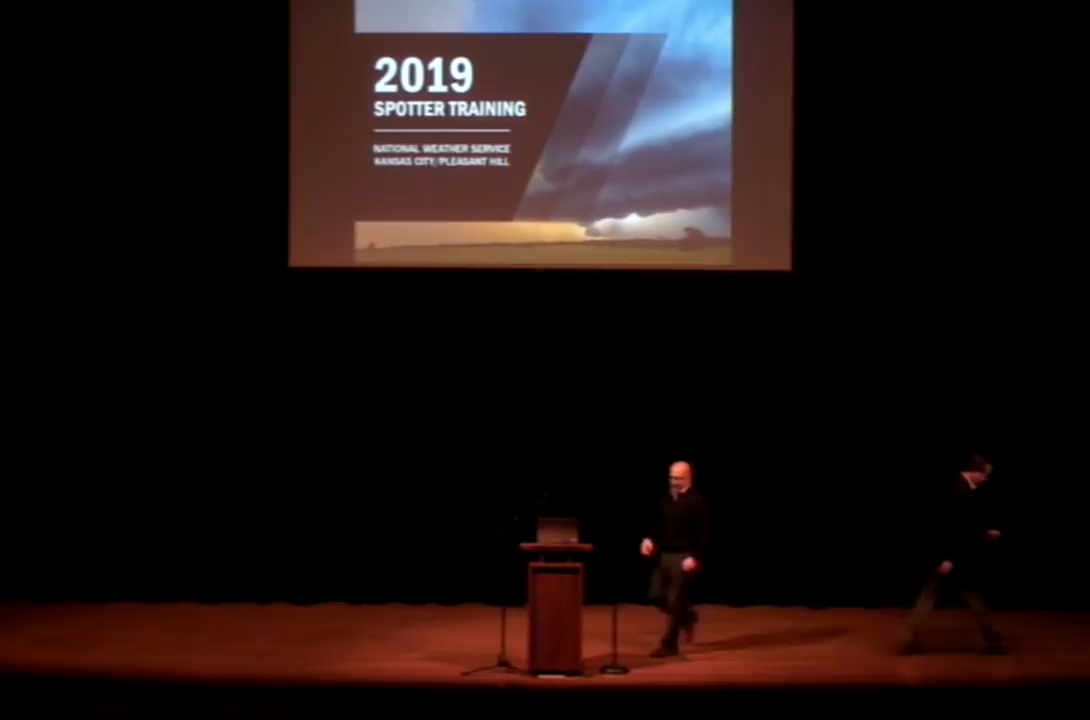 2019
SPOTTER TRAINING
NATIONAL WEATHER SERVICE
KANSAS CITY/PLEASANT HILL